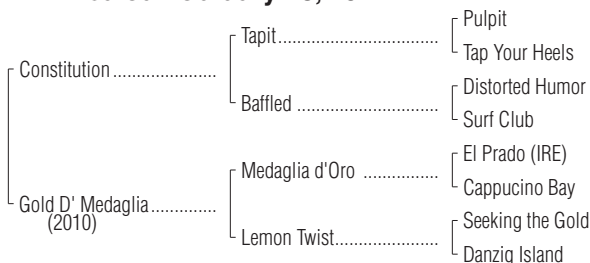 Pulpit
Tapit
Tap Your Heels
Constitution
Distorted Humor
Baffled
Surf Club
El Prado (IRE)
Medaglia d'Oro
Cappucino Bay
Gold D' Medaglia
(2010)
Seeking the Gold
Lemon Twist
Danzig Island